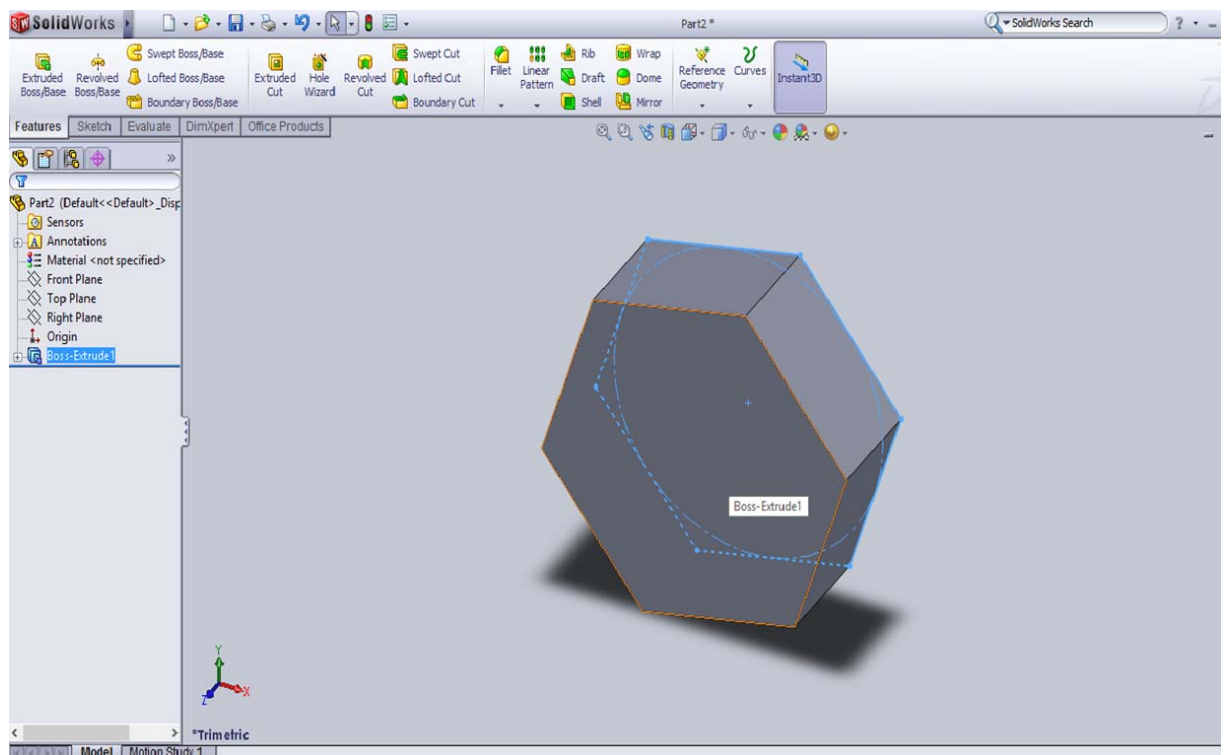 SolidWorks
Part2 *
SolidWorks Search
?
Extruded Boss/Base
Revolved Boss/Base
Swept Boss/Base
Lofted Boss/Base
Boundary Boss/Base
Extruded Cut
Hole Wizard
Revolved Cut
Swept Cut
Lofted Cut
Boundary Cut
Fillet
Linear Pattern
Rib
Draft
Shell
Wrap
Dome
Mirror
Reference Geometry
Curves
Instant3D
Features
Sketch
Evaluate
DimXpert
Office Products
Part2 (Default<<Default>_Disp
Sensors
Annotations
Material <not specified>
Front Plane
Top Plane
Right Plane
Origin
Boss-Extrude1
Boss-Extrude1
Y
X
Z
*Trimetric
Model
Motion Study 1